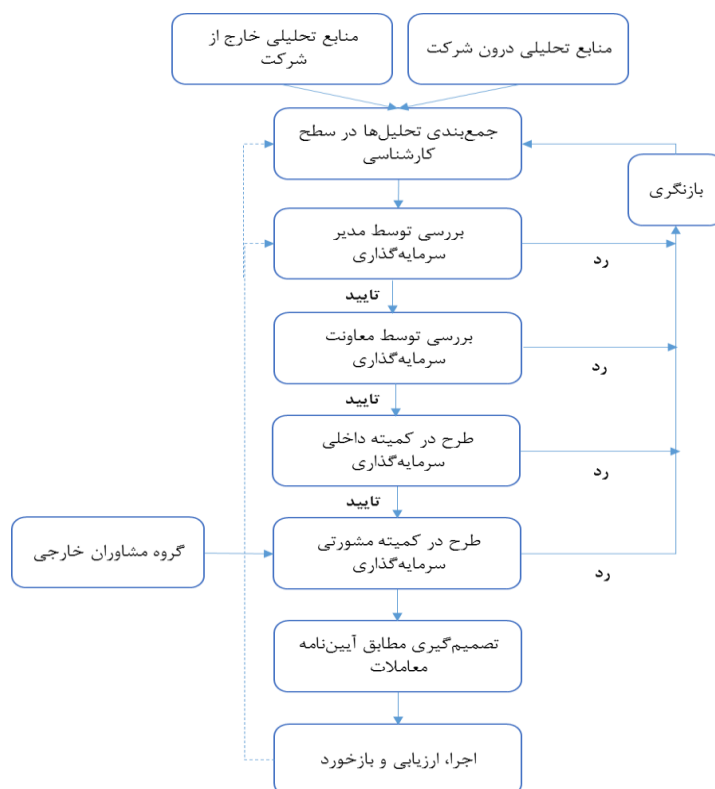 منابع تحلیلی درون شرکت
منابع تحلیلی خارج از
شرکت
جمع‌بندی تحلیل‌ها در سطح
کارشناسی
بازنگری
بررسی توسط مدیر
سرمایه‌گذاری
رد
تایید
بررسی توسط معاونت
سرمایه‌گذاری
رد
تایید
طرح در کمیته داخلی
سرمایه‌گذاری
رد
تایید
طرح در کمیته مشورتی
سرمایه‌گذاری
گروه مشاوران خارجی
رد
تصمیم‌گیری مطابق آیین‌نامه
معاملات
اجرا، ارزیابی و بازخورد